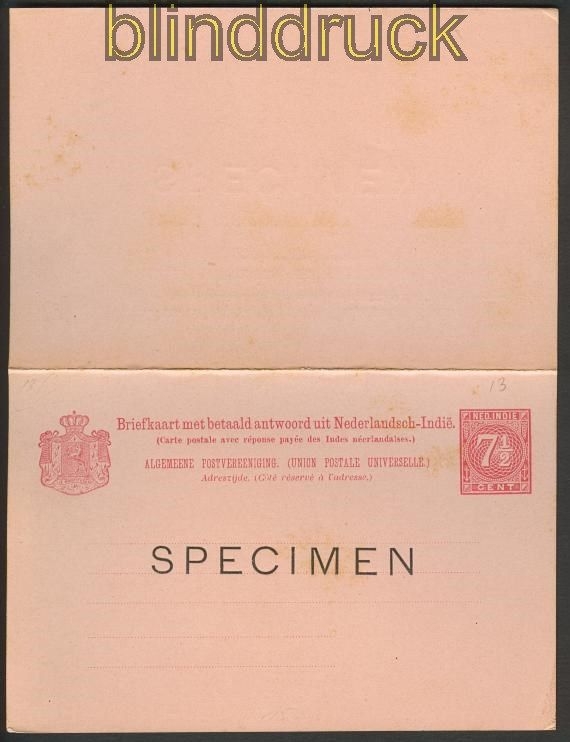 blinddruck
18
13
Briefkaart met betaald antwoord uit Nederlandsch-Indië.
(Carte postale avec réponse payée des Indes néerlandaises.)
ALGEMEENE POSTVEREENIGING. (UNION POSTALE UNIVERSELLE.)
Adreszijde. (Côté réservé à l'adresse.)
NED. INDIE
7½
CENT
SPECIMEN